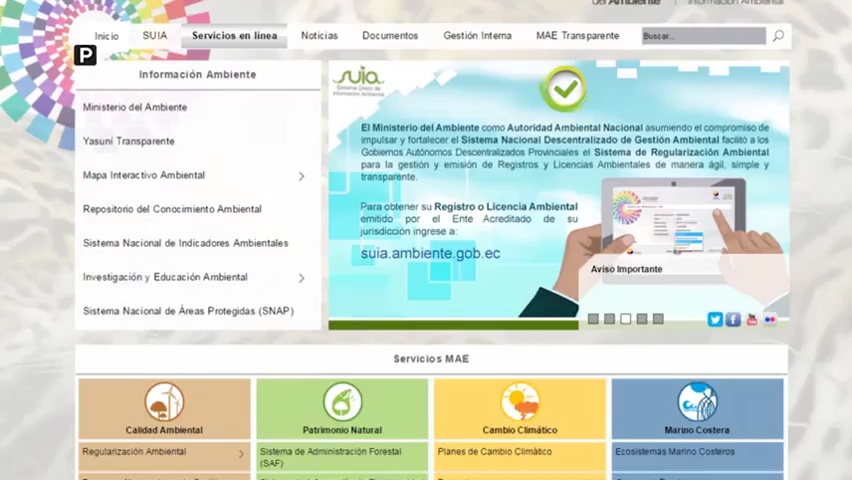 del Ambiente
Información Ambiental
Inicio
SUIA
Servicios en línea
Noticias
Documentos
Gestión Interna
MAE Transparente
Buscar...
P
Información Ambiente
Ministerio del Ambiente
Yasuní Transparente
Mapa Interactivo Ambiental
Repositorio del Conocimiento Ambiental
Sistema Nacional de Indicadores Ambientales
Investigación y Educación Ambiental
Sistema Nacional de Áreas Protegidas (SNAP)
suia
Sistema Único de
Información Ambiental
El Ministerio del Ambiente como Autoridad Ambiental Nacional asumiendo el compromiso de
impulsar y fortalecer el Sistema Nacional Descentralizado de Gestión Ambiental facilitó a los
Gobiernos Autónomos Descentralizados Provinciales el Sistema de Regularización Ambiental
para la gestión y emisión de Registros y Licencias Ambientales de manera ágil, simple y
transparente.
Para obtener su Registro o Licencia Ambiental
emitido por el Ente Acreditado de su
jurisdicción ingrese a:
suia.ambiente.gob.ec
Aviso Importante
Servicios MAE
Calidad Ambiental
Patrimonio Natural
Cambio Climático
Marino Costera
Regularización Ambiental
Sistema de Administración Forestal
(SAF)
Planes de Cambio Climático
Ecosistemas Marino Costeros